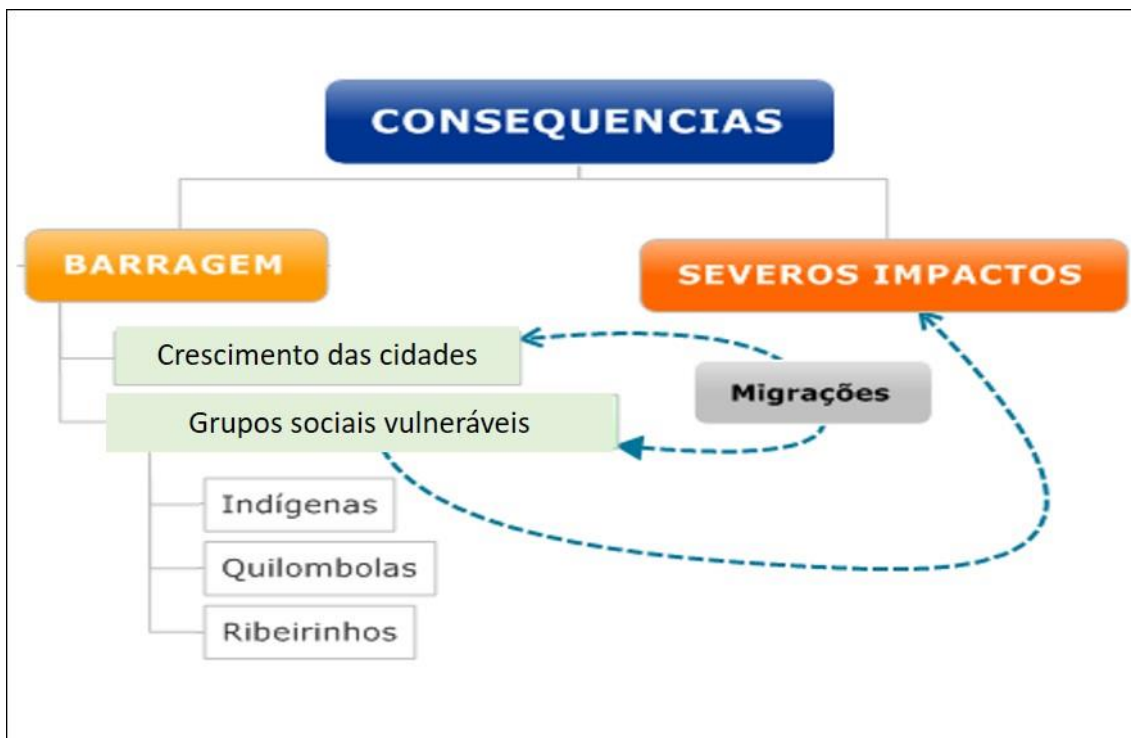 CONSEQUENCIAS
BARRAGEM
SEVEROS IMPACTOS
Crescimento das cidades
Migrações
Grupos sociais vulneráveis
Indígenas
Quilombolas
Ribeirinhos